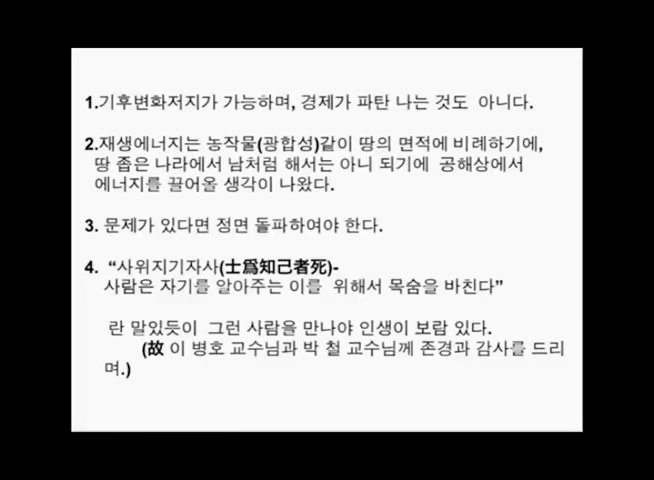 1.기후변화저지가 가능하며, 경제가 파탄 나는 것도 아니다.
2.재생에너지는 농작물(광합성)같이 땅의 면적에 비례하기에,
땅 좁은 나라에서 남처럼 해서는 아니 되기에 공해상에서
에너지를 끌어올 생각이 나왔다.
3. 문제가 있다면 정면 돌파하여야 한다.
4. “사위지기자사(士爲知己者死)-
사람은 자기를 알아주는 이를 위해서 목숨을 바친다”
란 말있듯이 그런 사람을 만나야 인생이 보람 있다.
(故 이 병호 교수님과 박 철 교수님께 존경과 감사를 드리
며.)